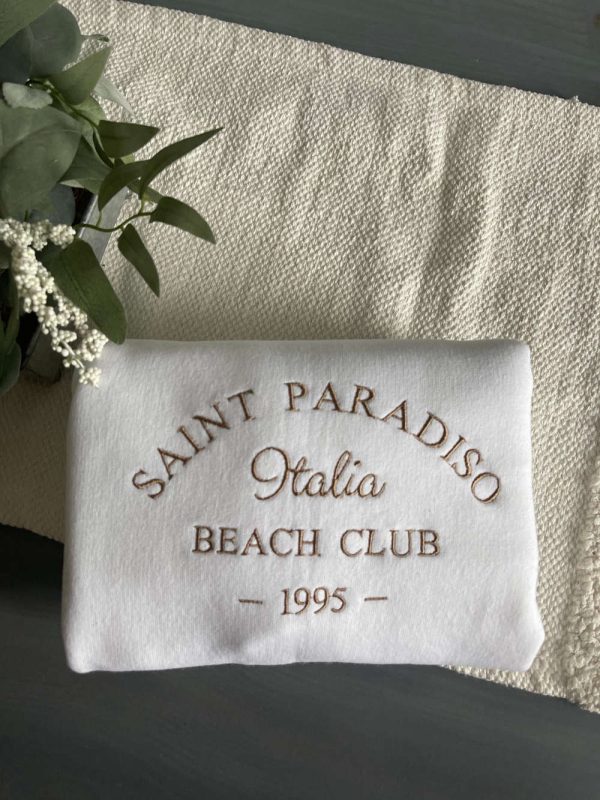 SAINT PARADISO
Italia
BEACH CLUB
- 1995 -